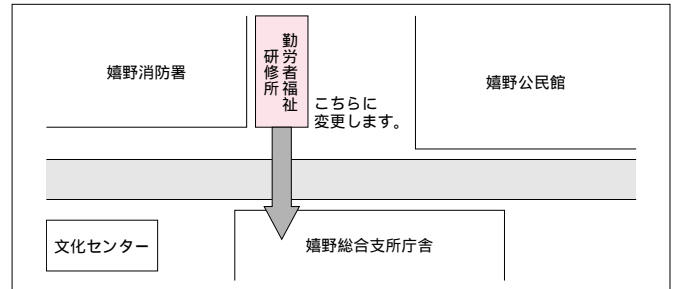 嬉野消防署
勤労者福祉
研修所
こちらに
変更します。
嬉野公民館
文化センター
嬉野総合支所庁舎